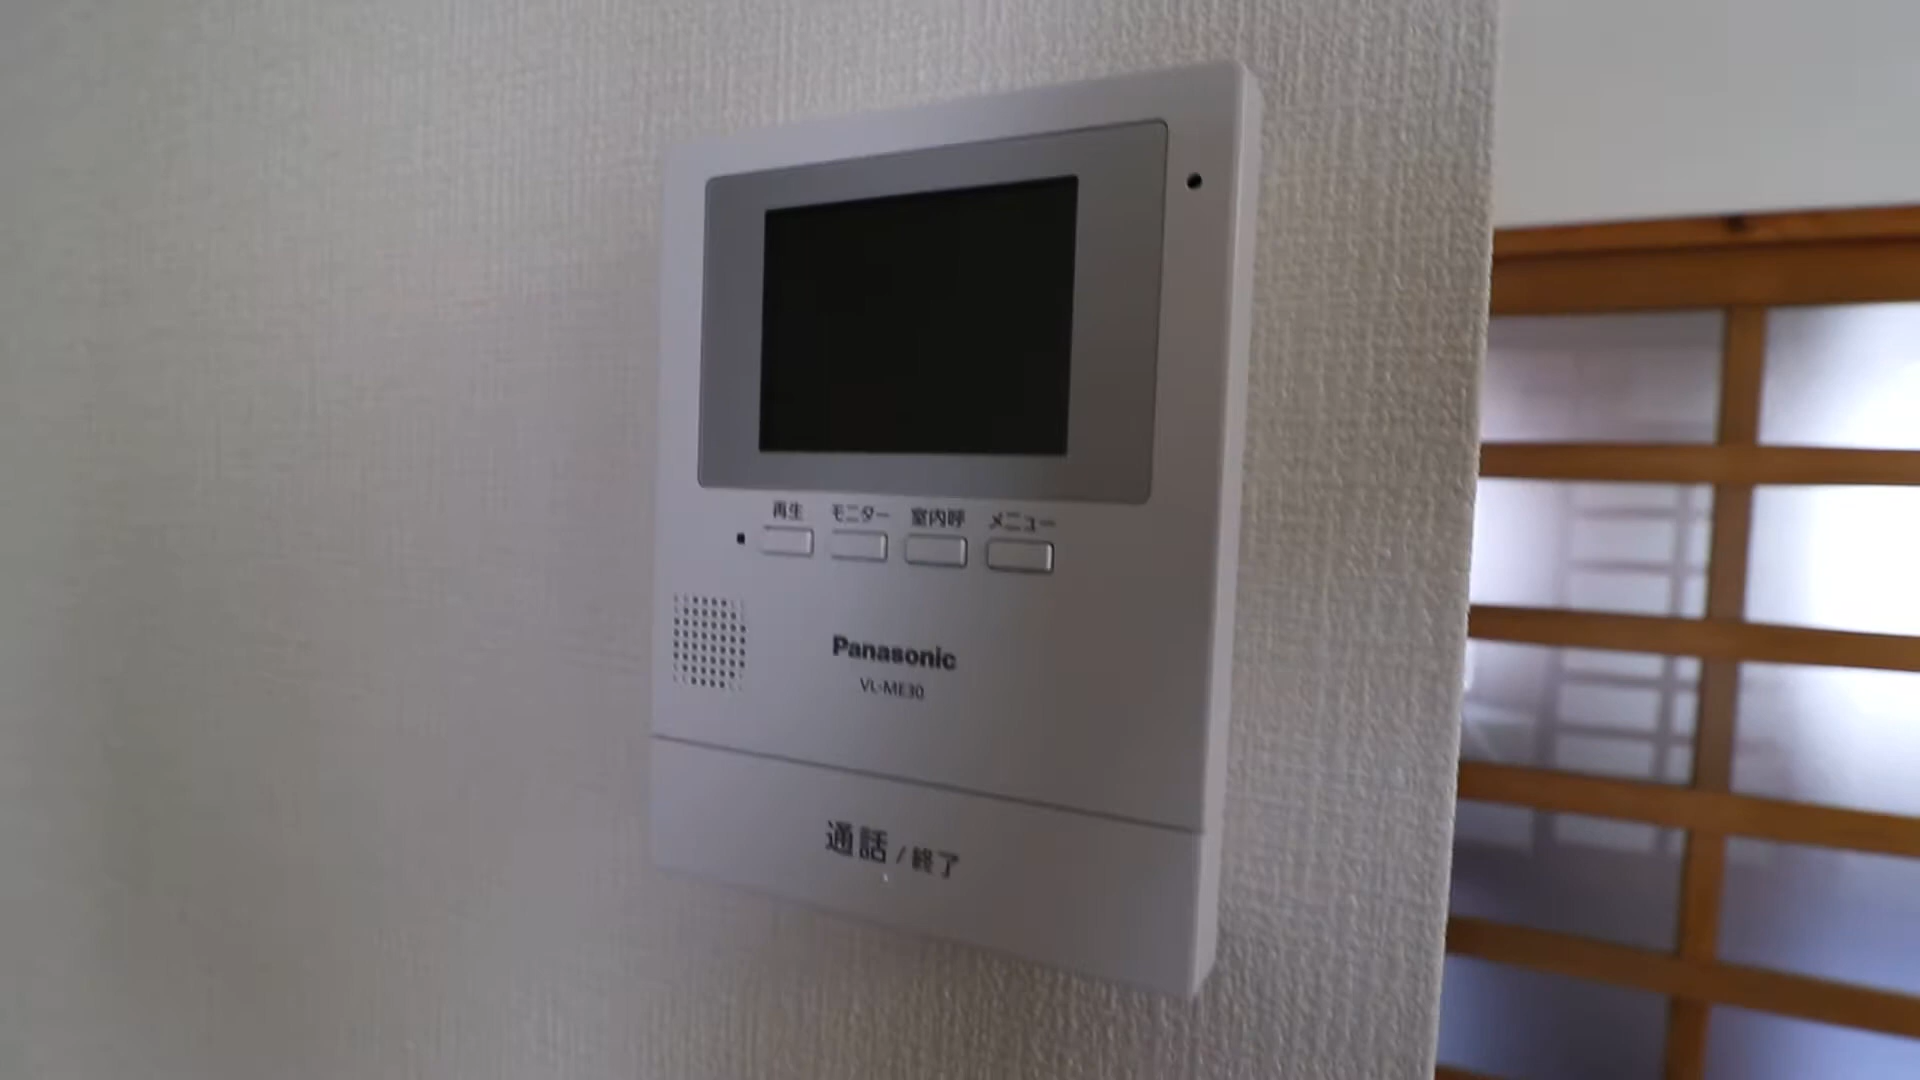 再生 モニター 室内呼 メニュー
Panasonic
VL-ME30
通話 / 終了